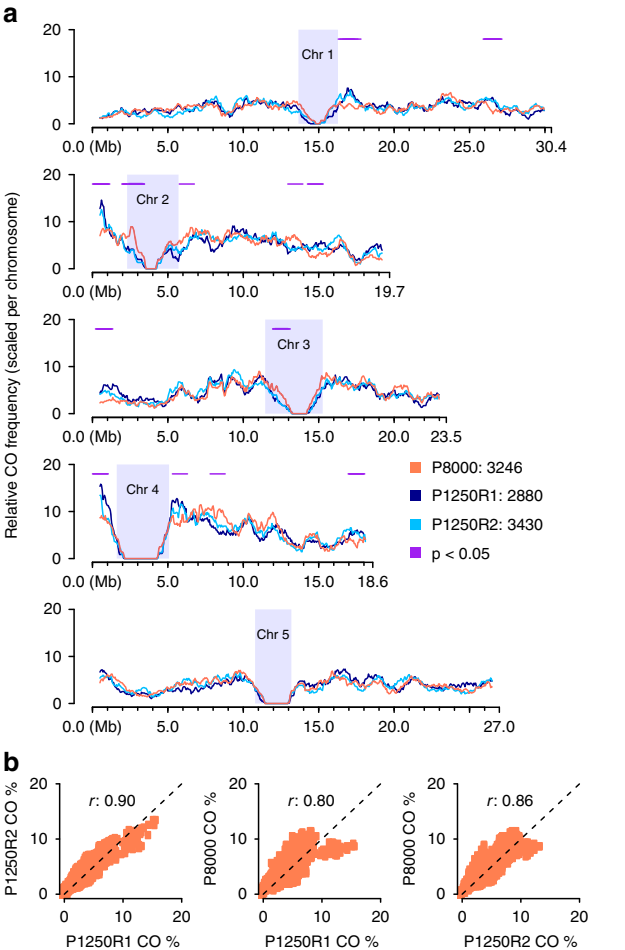 a
Relative CO frequency (scaled per chromosome)
20
10
0
Chr 1
0.0 (Mb) 5.0 10.0 15.0 20.0 25.0 30.4
20
10
0
Chr 2
0.0 (Mb) 5.0 10.0 15.0 19.7
20
10
0
Chr 3
0.0 (Mb) 5.0 10.0 15.0 20.0 23.5
20
10
0
Chr 4
0.0 (Mb) 5.0 10.0 15.0 18.6
P8000: 3246
P1250R1: 2880
P1250R2: 3430
p < 0.05
20
10
0
Chr 5
0.0 (Mb) 5.0 10.0 15.0 20.0 27.0
b
P1250R2 CO %
20
10
0
r: 0.90
0 10 20
P1250R1 CO %
P8000 CO %
20
10
0
r: 0.80
0 10 20
P1250R1 CO %
P8000 CO %
20
10
0
r: 0.86
0 10 20
P1250R2 CO %